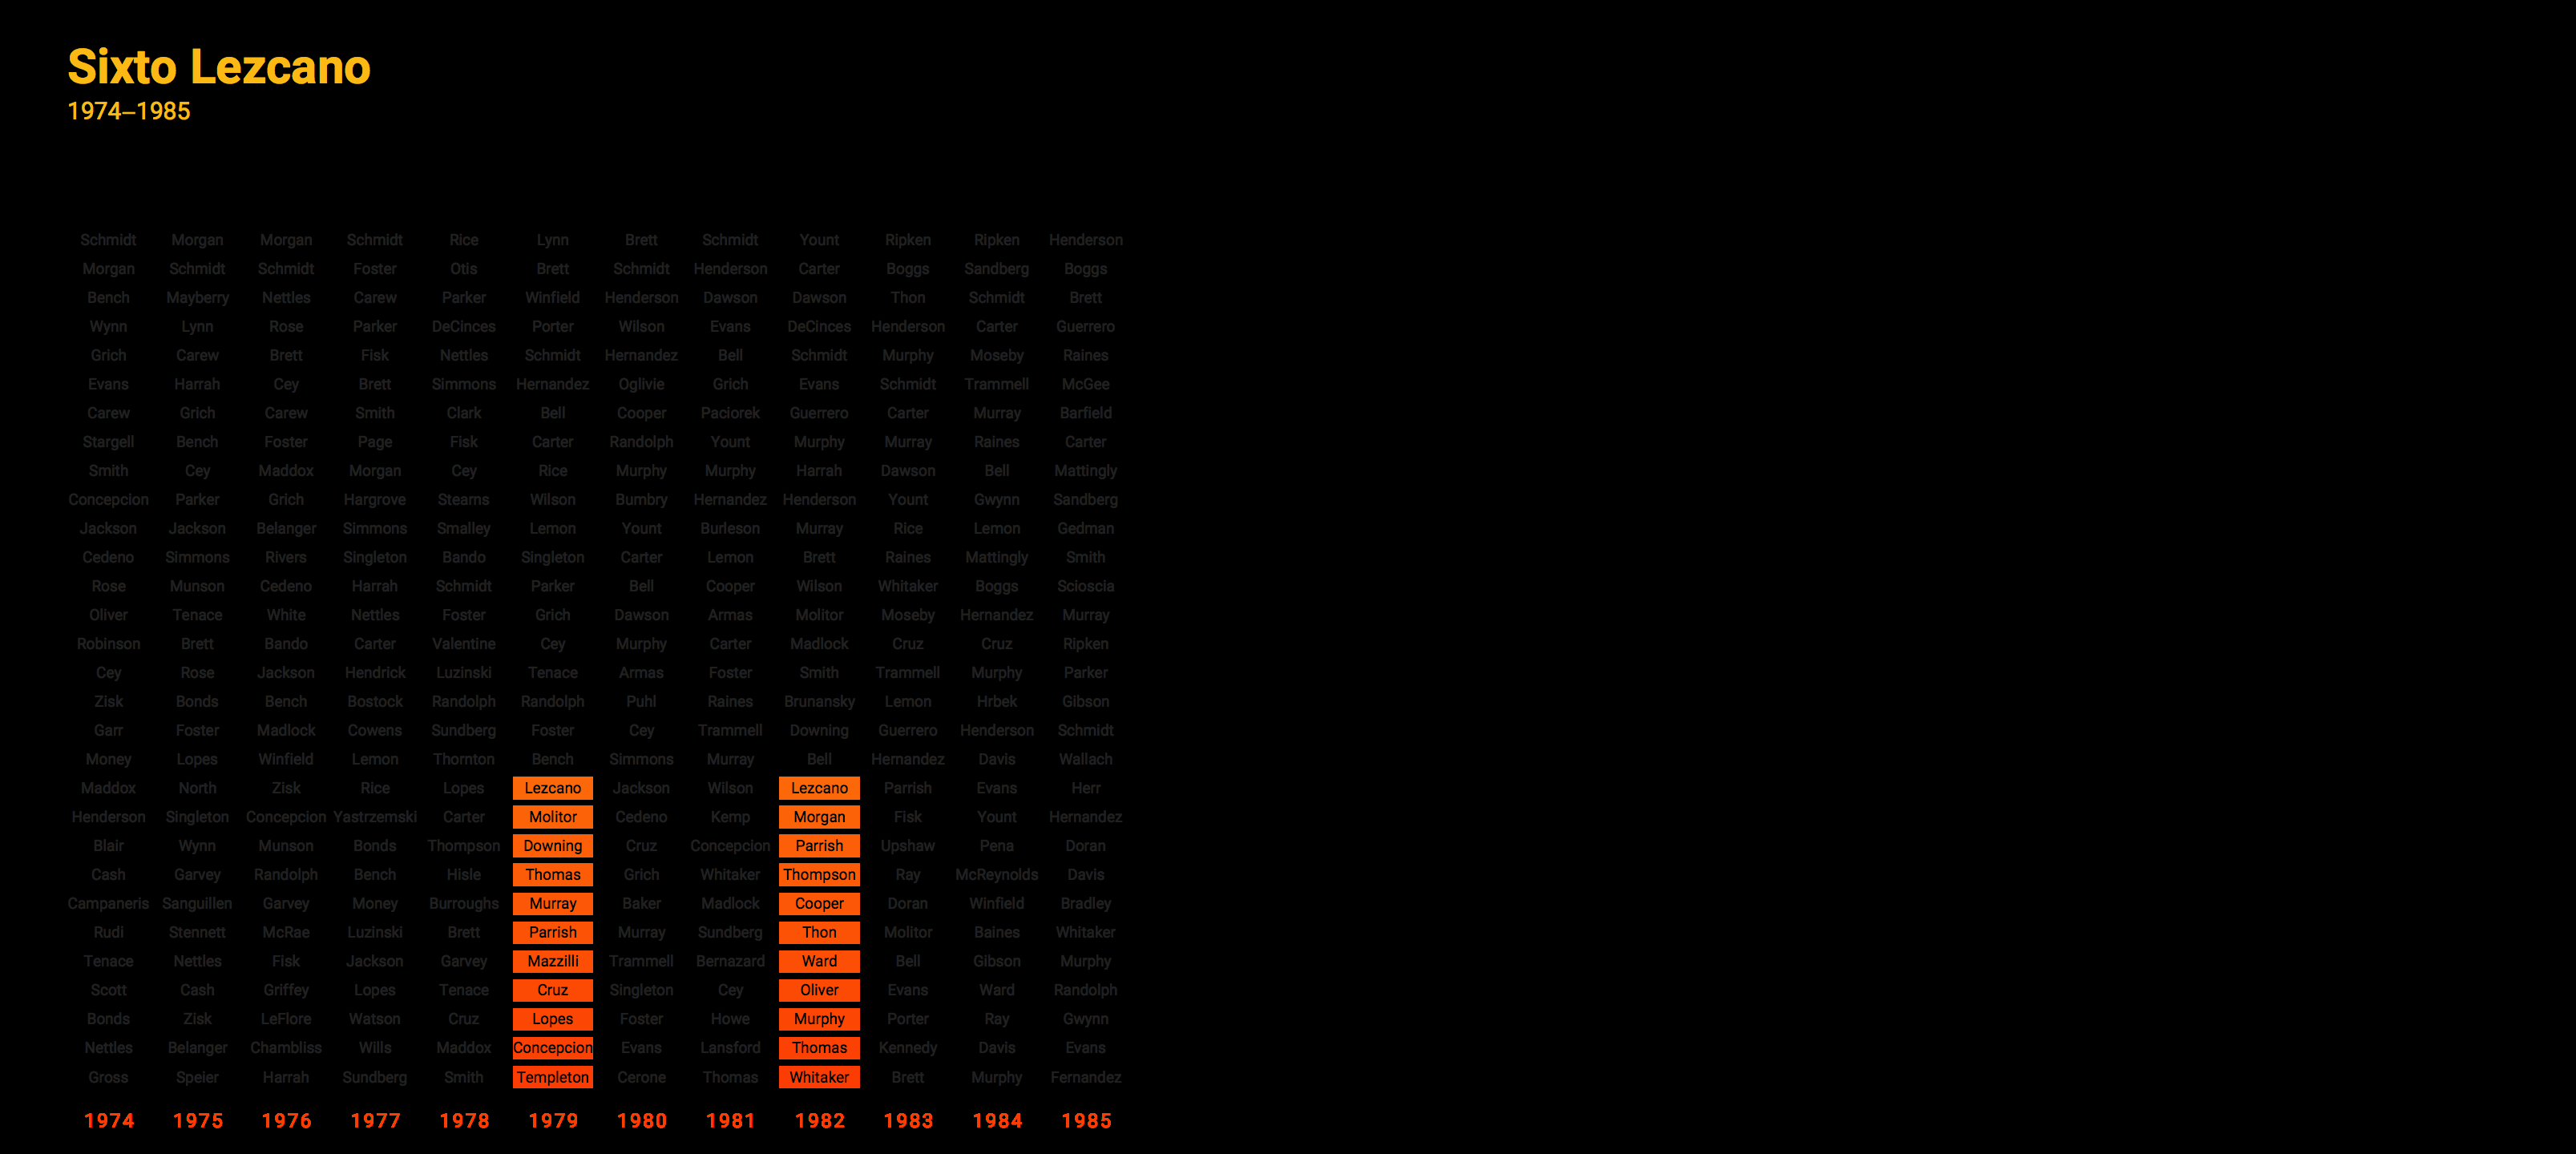 Sixto Lezcano
1974–1985
Schmidt Morgan Morgan Schmidt Rice Lynn Brett Schmidt Yount Ripken Ripken Henderson
Morgan Schmidt Schmidt Foster Otis Brett Schmidt Henderson Carter Boggs Sandberg Boggs
Bench Mayberry Nettles Carew Parker Winfield Henderson Dawson Dawson Thon Schmidt Brett
Wynn Lynn Rose Parker DeCinces Porter Wilson Evans DeCinces Henderson Carter Guerrero
Grich Carew Brett Fisk Nettles Schmidt Hernandez Bell Schmidt Murphy Moseby Raines
Evans Harrah Cey Brett Simmons Hernandez Oglivie Grich Evans Schmidt Trammell McGee
Carew Grich Carew Smith Clark Bell Cooper Paciorek Guerrero Carter Murray Barfield
Stargell Bench Foster Page Fisk Carter Randolph Yount Murphy Murray Raines Carter
Smith Cey Maddox Morgan Cey Rice Murphy Murphy Harrah Dawson Bell Mattingly
Concepcion Parker Grich Hargrove Stearns Wilson Bumbry Hernandez Henderson Yount Gwynn Sandberg
Jackson Jackson Belanger Simmons Smalley Lemon Yount Burleson Murray Rice Lemon Gedman
Cedeno Simmons Rivers Singleton Bando Singleton Carter Lemon Brett Raines Mattingly Smith
Rose Munson Cedeno Harrah Schmidt Parker Bell Cooper Wilson Whitaker Boggs Scioscia
Oliver Tenace White Nettles Foster Grich Dawson Armas Molitor Moseby Hernandez Murray
Robinson Brett Bando Carter Valentine Cey Murphy Carter Madlock Cruz Cruz Ripken
Cey Rose Jackson Hendrick Luzinski Tenace Armas Foster Smith Trammell Murphy Parker
Zisk Bonds Bench Bostock Randolph Randolph Puhl Raines Brunansky Lemon Hrbek Gibson
Garr Foster Madlock Cowens Sundberg Foster Cey Trammell Downing Guerrero Henderson Schmidt
Money Lopes Winfield Lemon Thornton Bench Simmons Murray Bell Hernandez Davis Wallach
Maddox North Zisk Rice Lopes Lezcano Jackson Wilson Lezcano Parrish Evans Herr
Henderson Singleton Concepcion Yastrzemski Carter Molitor Cedeno Kemp Morgan Fisk Yount Hernandez
Blair Wynn Munson Bonds Thompson Downing Cruz Concepcion Parrish Upshaw Pena Doran
Cash Garvey Randolph Bench Hisle Thomas Grich Whitaker Thompson Ray McReynolds Davis
Campaneris Sanguillen Garvey Money Burroughs Murray Baker Madlock Cooper Doran Winfield Bradley
Rudi Stennett McRae Luzinski Brett Parrish Murray Sundberg Thon Molitor Baines Whitaker
Tenace Nettles Fisk Jackson Garvey Mazzilli Trammell Bernazard Ward Bell Gibson Murphy
Scott Cash Griffey Lopes Tenace Cruz Singleton Cey Oliver Evans Ward Randolph
Bonds Zisk LeFlore Watson Cruz Lopes Foster Howe Murphy Porter Ray Gwynn
Nettles Belanger Chambliss Wills Maddox Concepcion Evans Lansford Thomas Kennedy Davis Evans
Gross Speier Harrah Sundberg Smith Templeton Cerone Thomas Whitaker Brett Murphy Fernandez
1974 1975 1976 1977 1978 1979 1980 1981 1982 1983 1984 1985